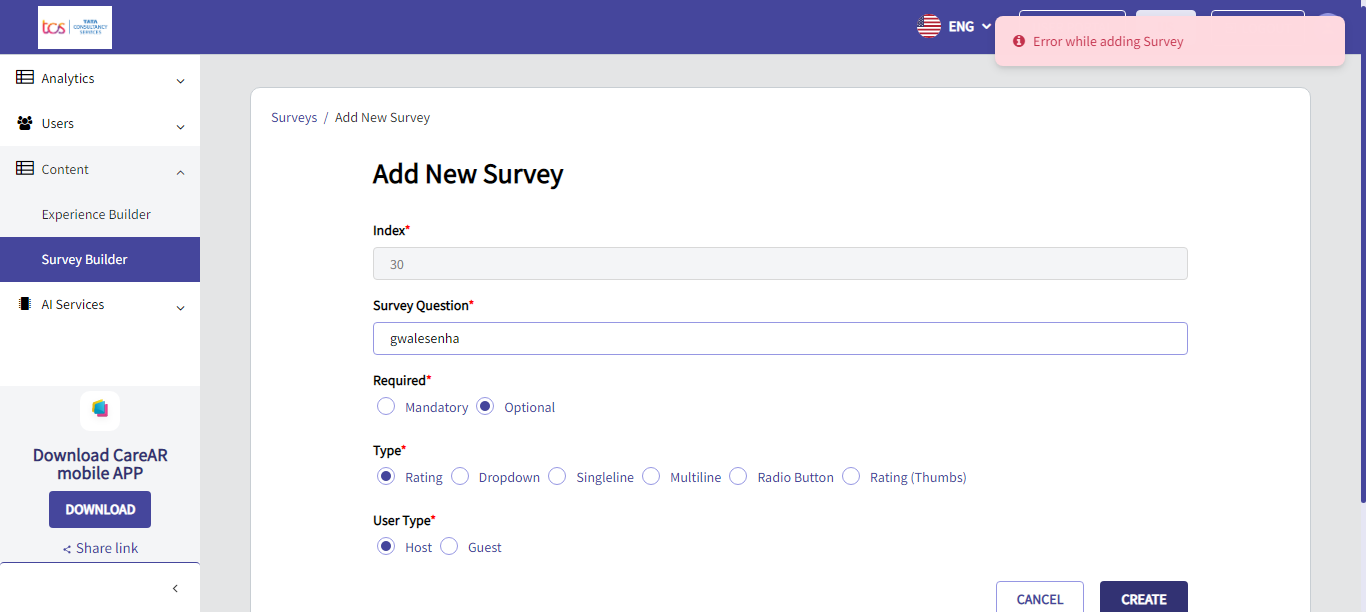 tcs TATA
CONSULTANCY
SERVICES
ENG
Error while adding Survey
Analytics
Users
Content
Experience Builder
Survey Builder
AI Services
Download CareAR
mobile APP
DOWNLOAD
Share link
Surveys / Add New Survey
Add New Survey
Index*
30
Survey Question*
gwalesenha
Required*
Mandatory Optional
Type*
Rating Dropdown Singleline Multiline Radio Button Rating (Thumbs)
User Type*
Host Guest
CANCEL CREATE